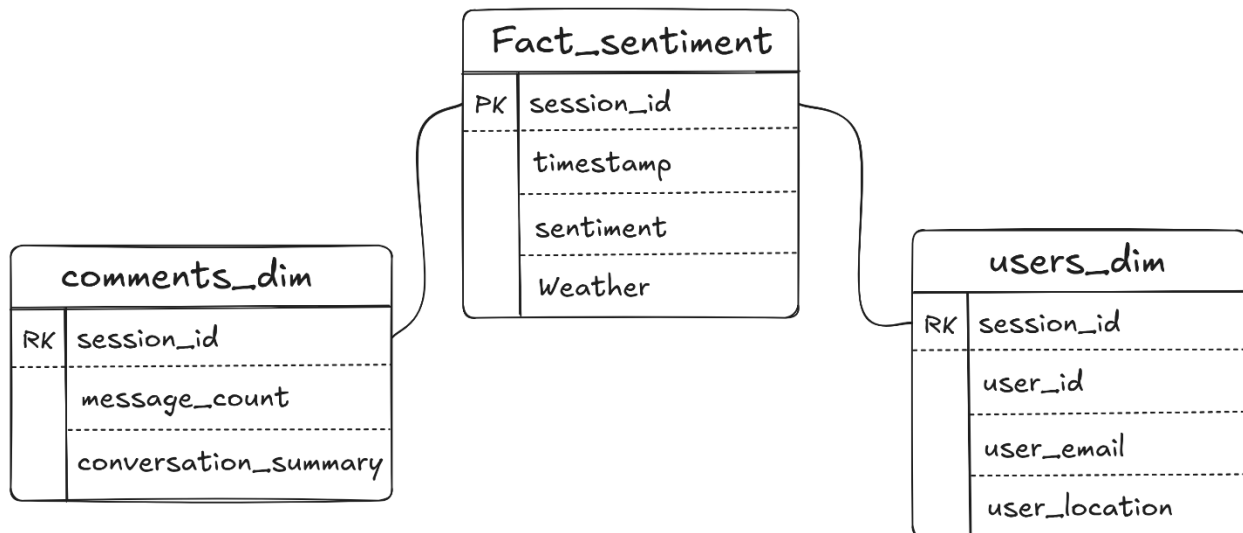 Fact_sentiment
PK session_id
timestamp
sentiment
Weather
comments_dim
RK session_id
message_count
conversation_summary
users_dim
RK session_id
user_id
user_email
user_location